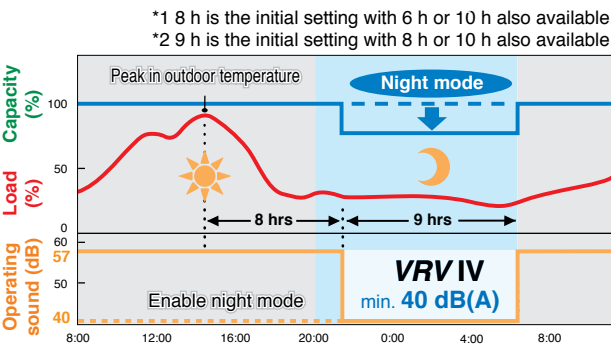 *1 8 h is the initial setting with 6 h or 10 h also available
*2 9 h is the initial setting with 8 h or 10 h also available
Capacity (%)
Load (%)
Operating sound (dB)
Peak in outdoor temperature
Night mode
100
50
0
8 hrs
9 hrs
60
57
50
40
Enable night mode
VRV IV
min. 40 dB(A)
8:00 12:00 16:00 20:00 0:00 4:00 8:00